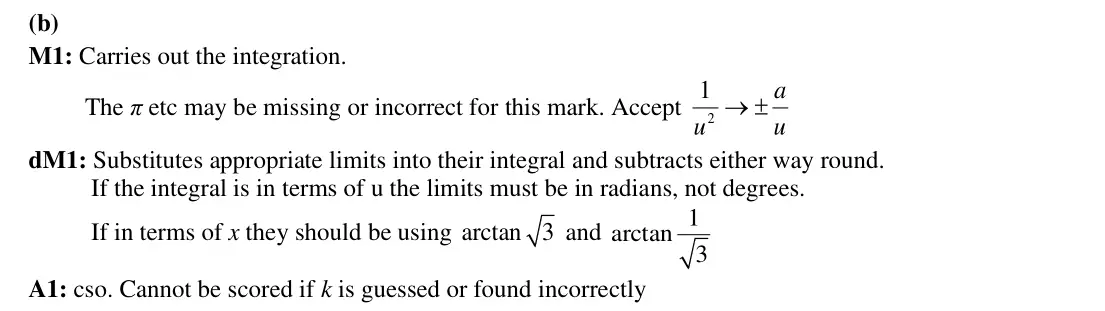 (b)
M1: Carries out the integration.
The π etc may be missing or incorrect for this mark. Accept 1/u² → ± a/u
dM1: Substitutes appropriate limits into their integral and subtracts either way round.
If the integral is in terms of u the limits must be in radians, not degrees.
If in terms of x they should be using arctan √3 and arctan 1/√3
A1: cso. Cannot be scored if k is guessed or found incorrectly